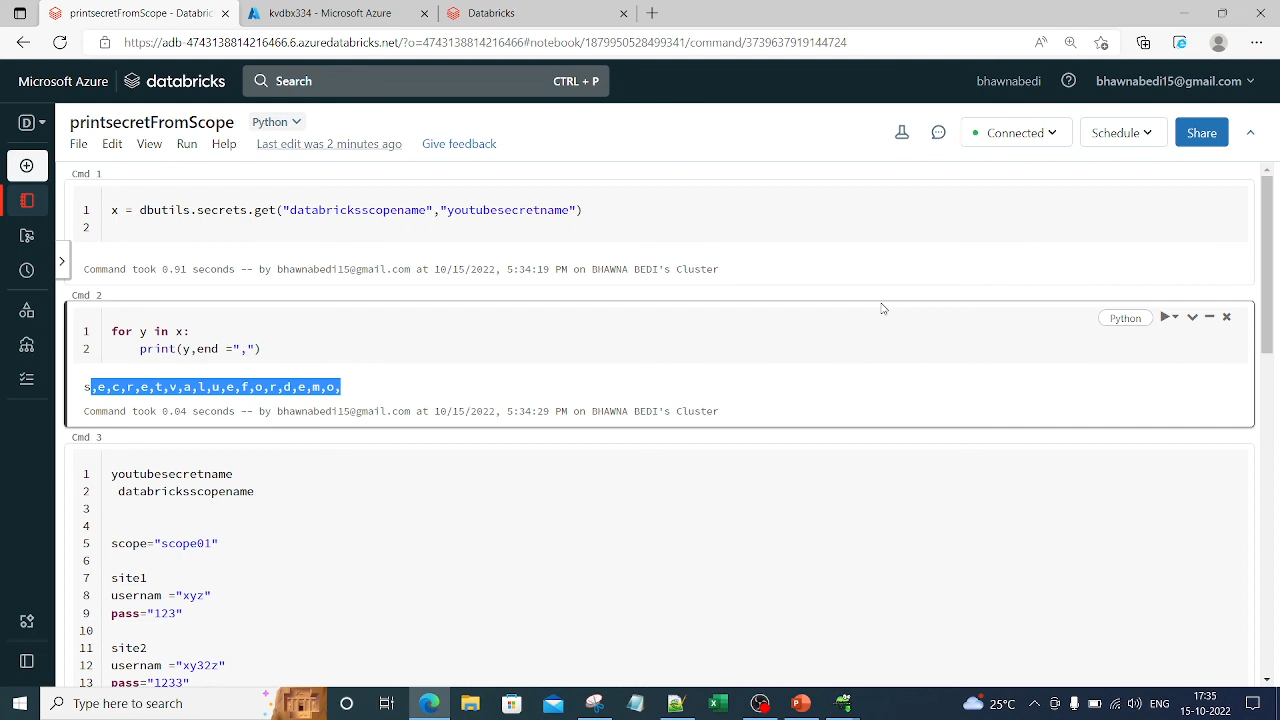 printsecretFromScope - Databric
kvdbx334 - Microsoft Azure
Databricks
https://adb-4743138814216466.6.azuredatabricks.net/?o=4743138814216466#notebook/1879950528499341/command/3739637919144724
Microsoft Azure
databricks
Search
CTRL + P
bhawnabedi
bhawnabedi15@gmail.com
D
printsecretFromScope
Python
File Edit View Run Help Last edit was 2 minutes ago Give feedback
Connected
Schedule
Share
Cmd 1
1 x = dbutils.secrets.get("databricksscopename","youtubesecretname")
2
Command took 0.91 seconds -- by bhawnabedi15@gmail.com at 10/15/2022, 5:34:19 PM on BHAWNA BEDI's Cluster
Cmd 2
Python
1 for y in x:
2 print(y,end =",")
s,e,c,r,e,t,v,a,l,u,e,f,o,r,d,e,m,o,
Command took 0.04 seconds -- by bhawnabedi15@gmail.com at 10/15/2022, 5:34:29 PM on BHAWNA BEDI's Cluster
Cmd 3
1 youtubesecretname
2 databricksscopename
3
4
5 scope="scope01"
6
7 site1
8 usernam ="xyz"
9 pass="123"
10
11 site2
12 usernam ="xy32z"
13 pass="1233"
Type here to search
25°C
ENG
17:35
15-10-2022